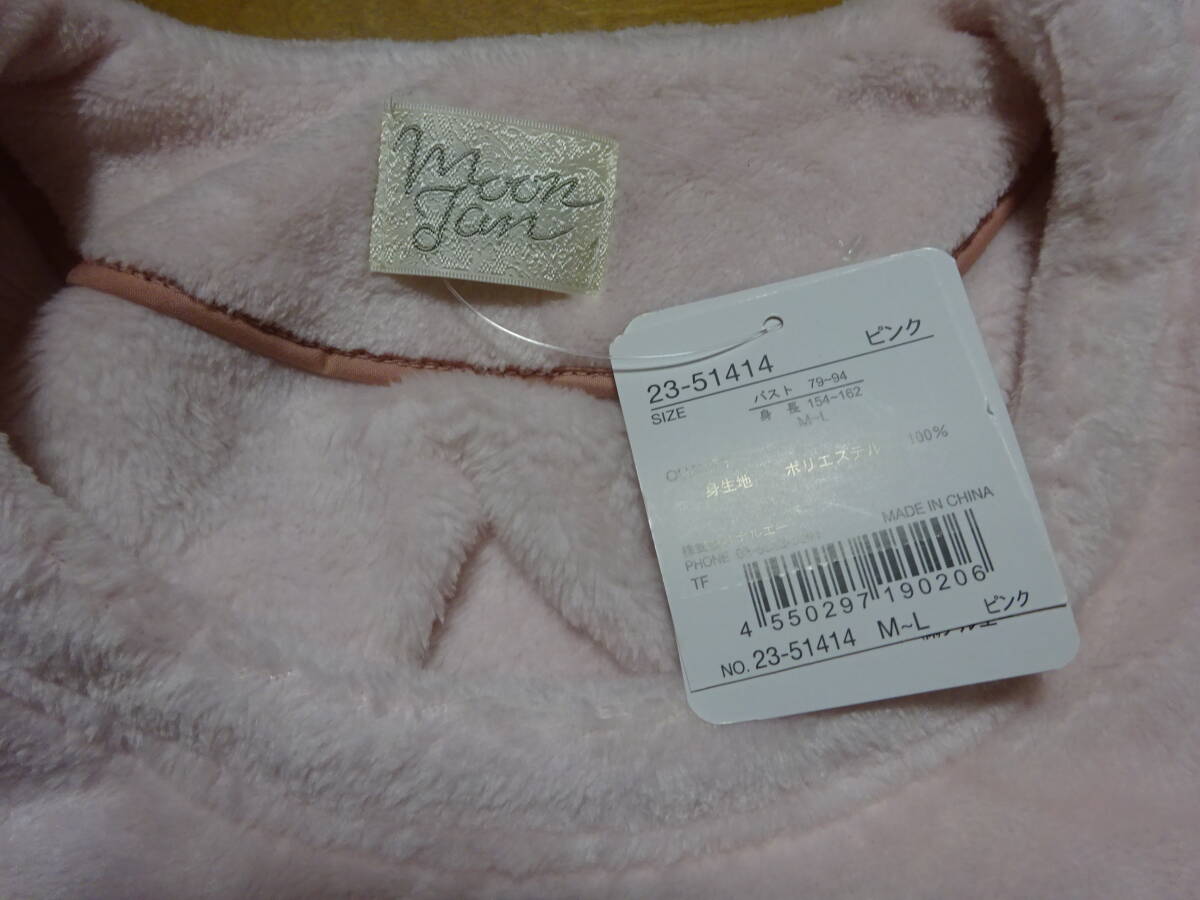 Moon
Jan
23-51414 ピンク
SIZE バスト 79~94
身 長 154~162
M~L
身生地 ポリエステル 100%
MADE IN CHINA
PHONE
TF
4 550297 190206
NO. 23-51414 M~L ピンク